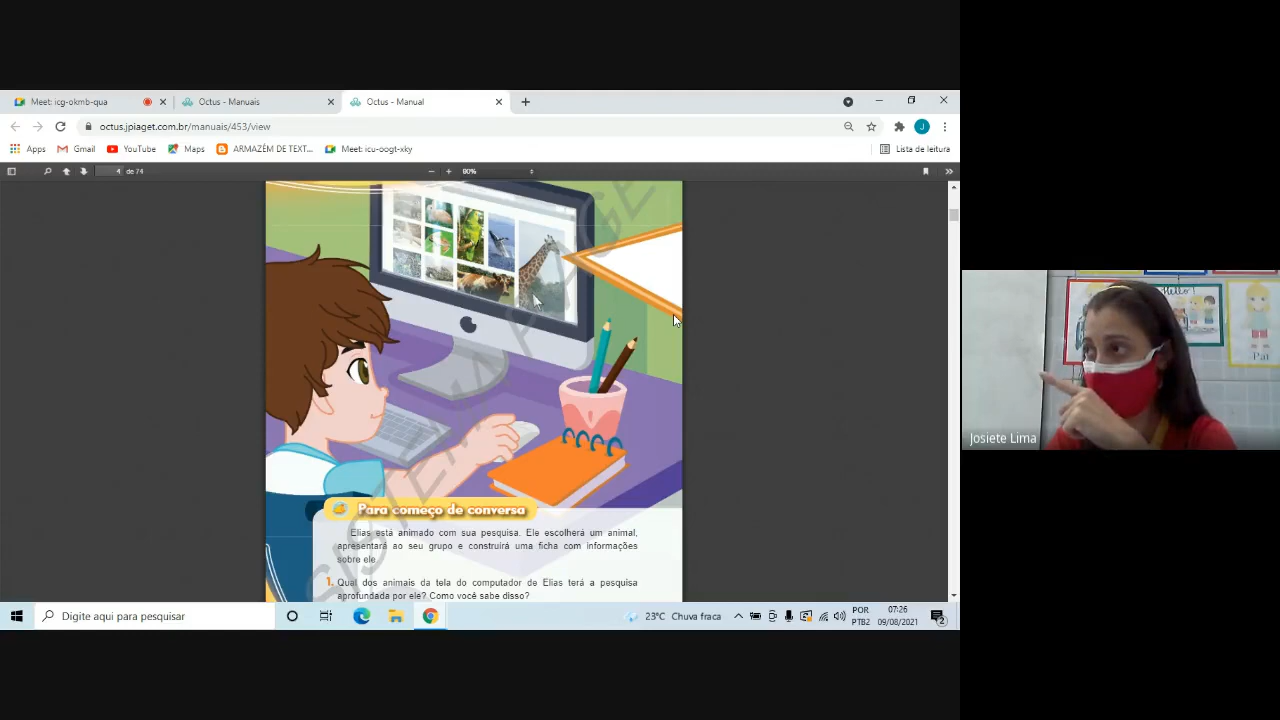 Meet: icg-okmb-qua
Octus - Manuais
Octus - Manual
octus.jpiaget.com.br/manuais/453/view
Apps
Gmail
YouTube
Maps
ARMAZÉM DE TEXT...
Meet: icu-oogt-xky
Lista de leitura
4 de 74
90%
Para começo de conversa
Elias está animado com sua pesquisa. Ele escolherá um animal,
apresentará ao seu grupo e construirá uma ficha com informações
sobre ele.
1. Qual dos animais da tela do computador de Elias terá a pesquisa
aprofundada por ele? Como você sabe disso?
Hello!
Josiete Lima
Digite aqui para pesquisar
23°C Chuva fraca
POR
PTB2
07:26
09/08/2021
2